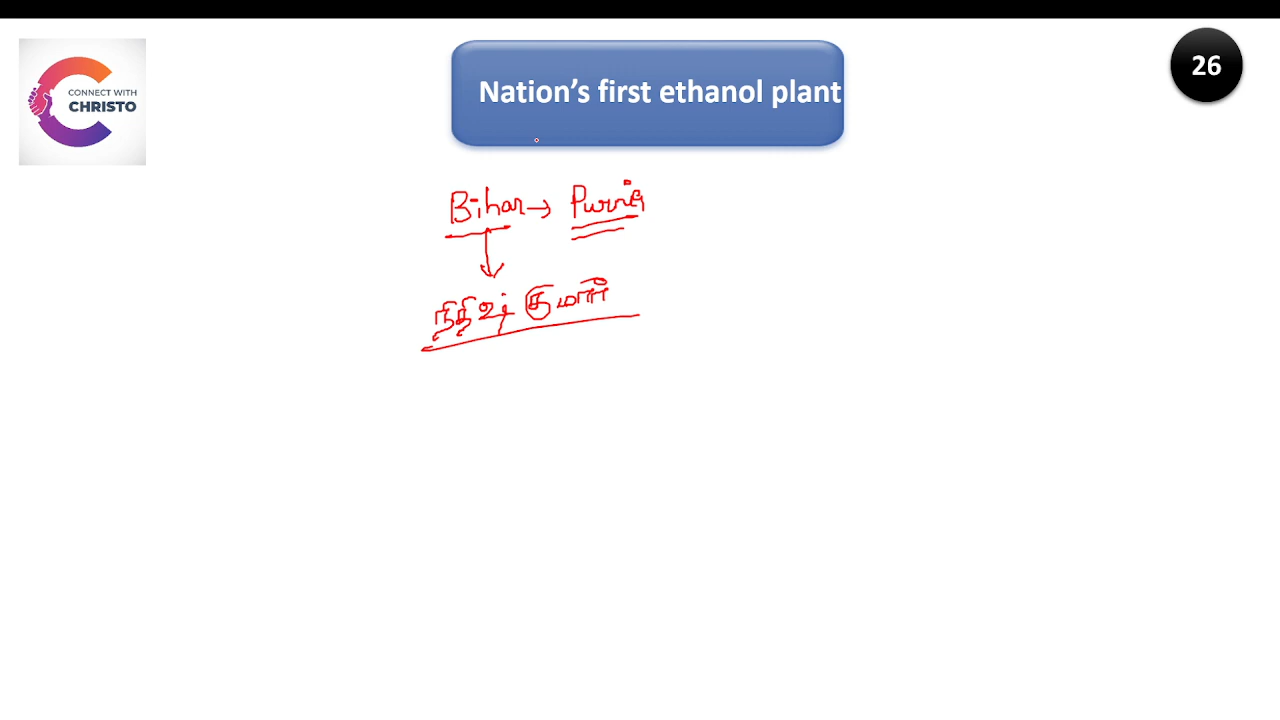 CONNECT WITH
CHRISTO
Nation's first ethanol plant
26
Bihar → Purnia
நிதிஷ் குமார்